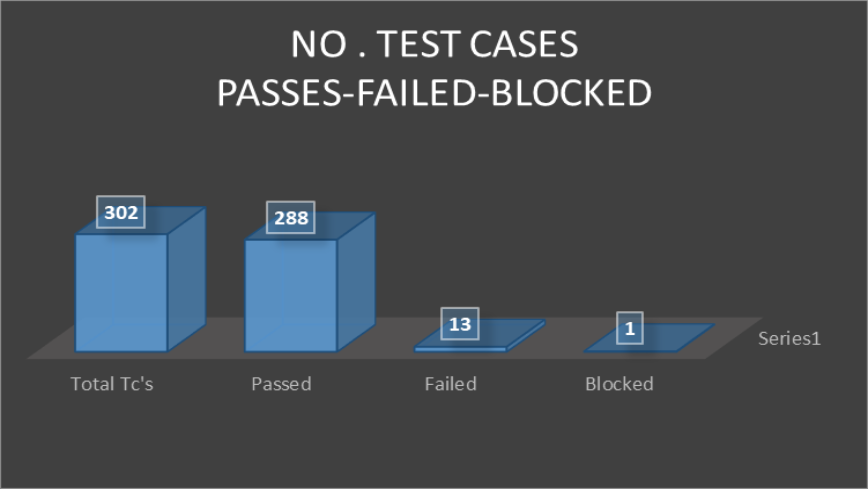 NO . TEST CASES
PASSES-FAILED-BLOCKED
302
288
13
1
Series1
Total Tc's
Passed
Failed
Blocked